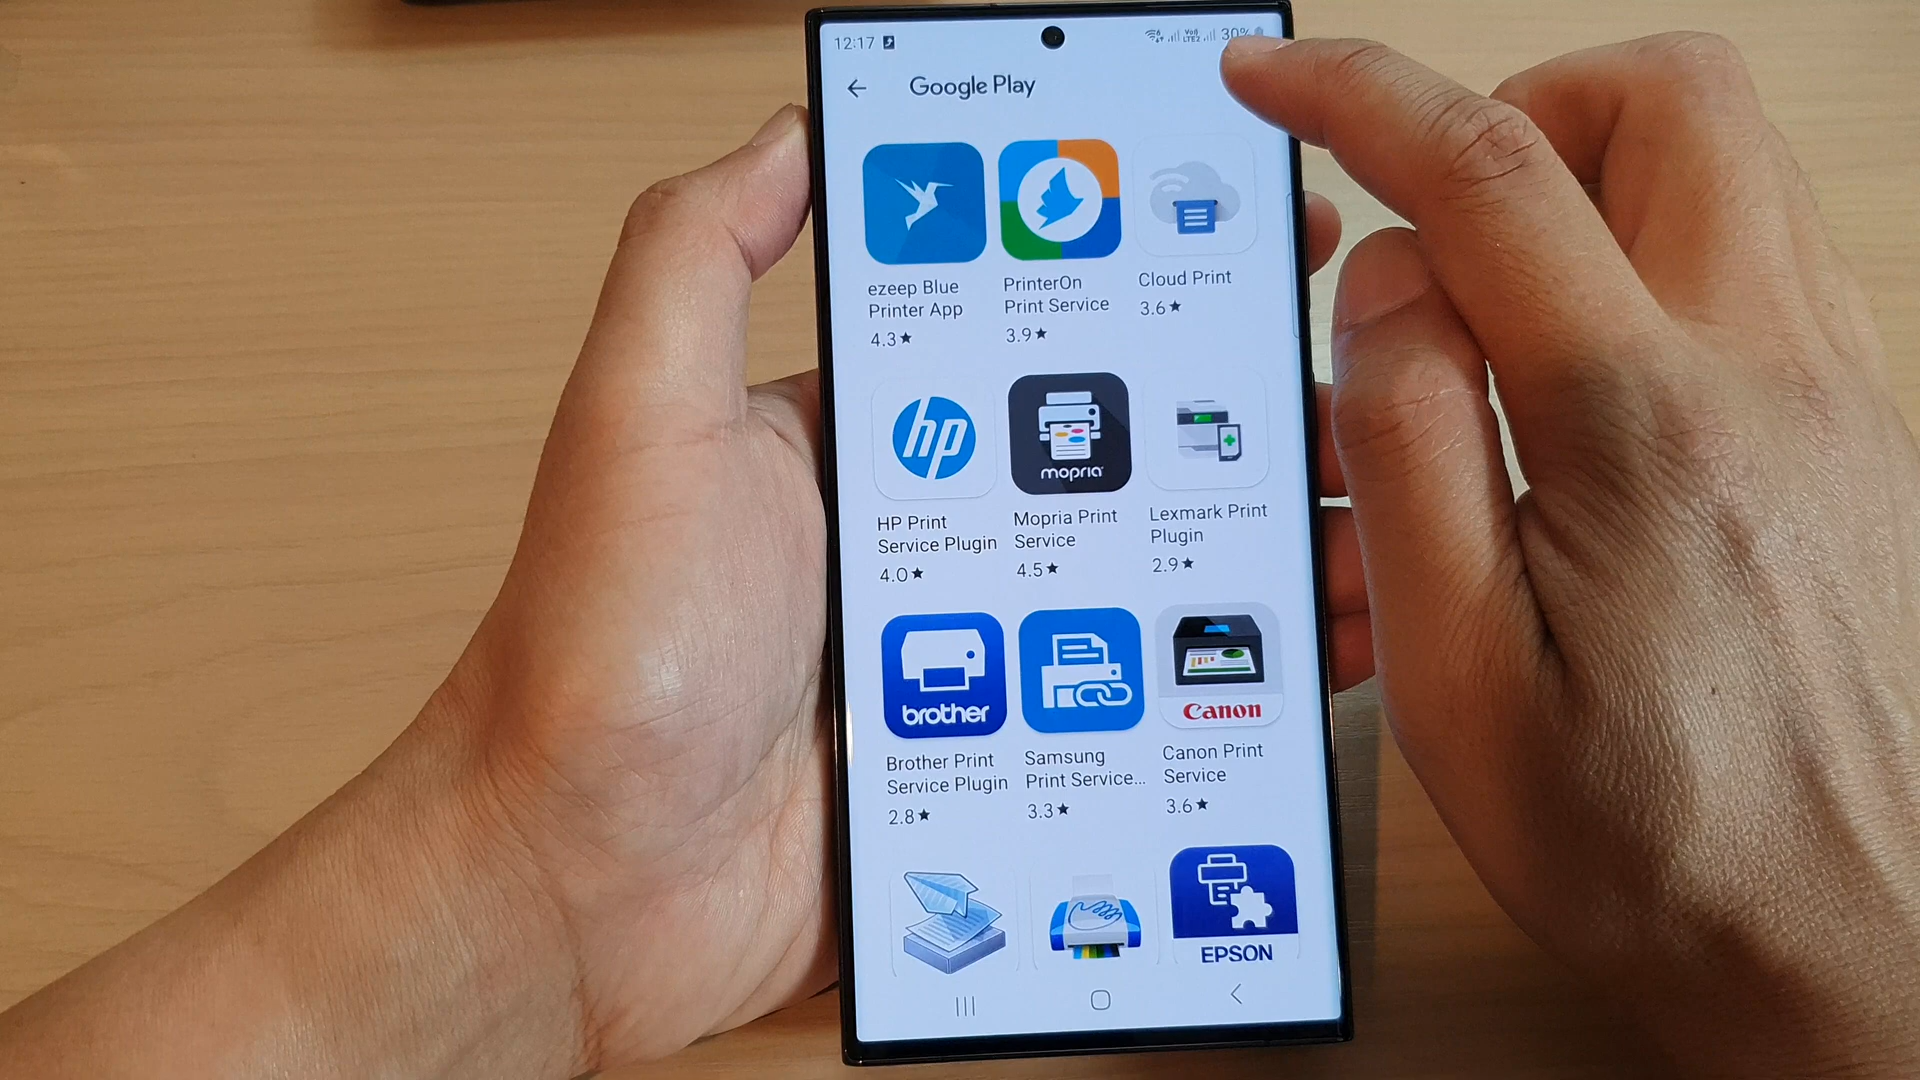 12:17
VoB
LTE2
30%
Google Play
ezeep Blue
Printer App
4.3★
PrinterOn
Print Service
3.9★
Cloud Print
3.6★
hp
mopria
HP Print
Service Plugin
4.0★
Mopria Print
Service
4.5★
Lexmark Print
Plugin
2.9★
brother
Canon
Brother Print
Service Plugin
2.8★
Samsung
Print Service...
3.3★
Canon Print
Service
3.6★
EPSON